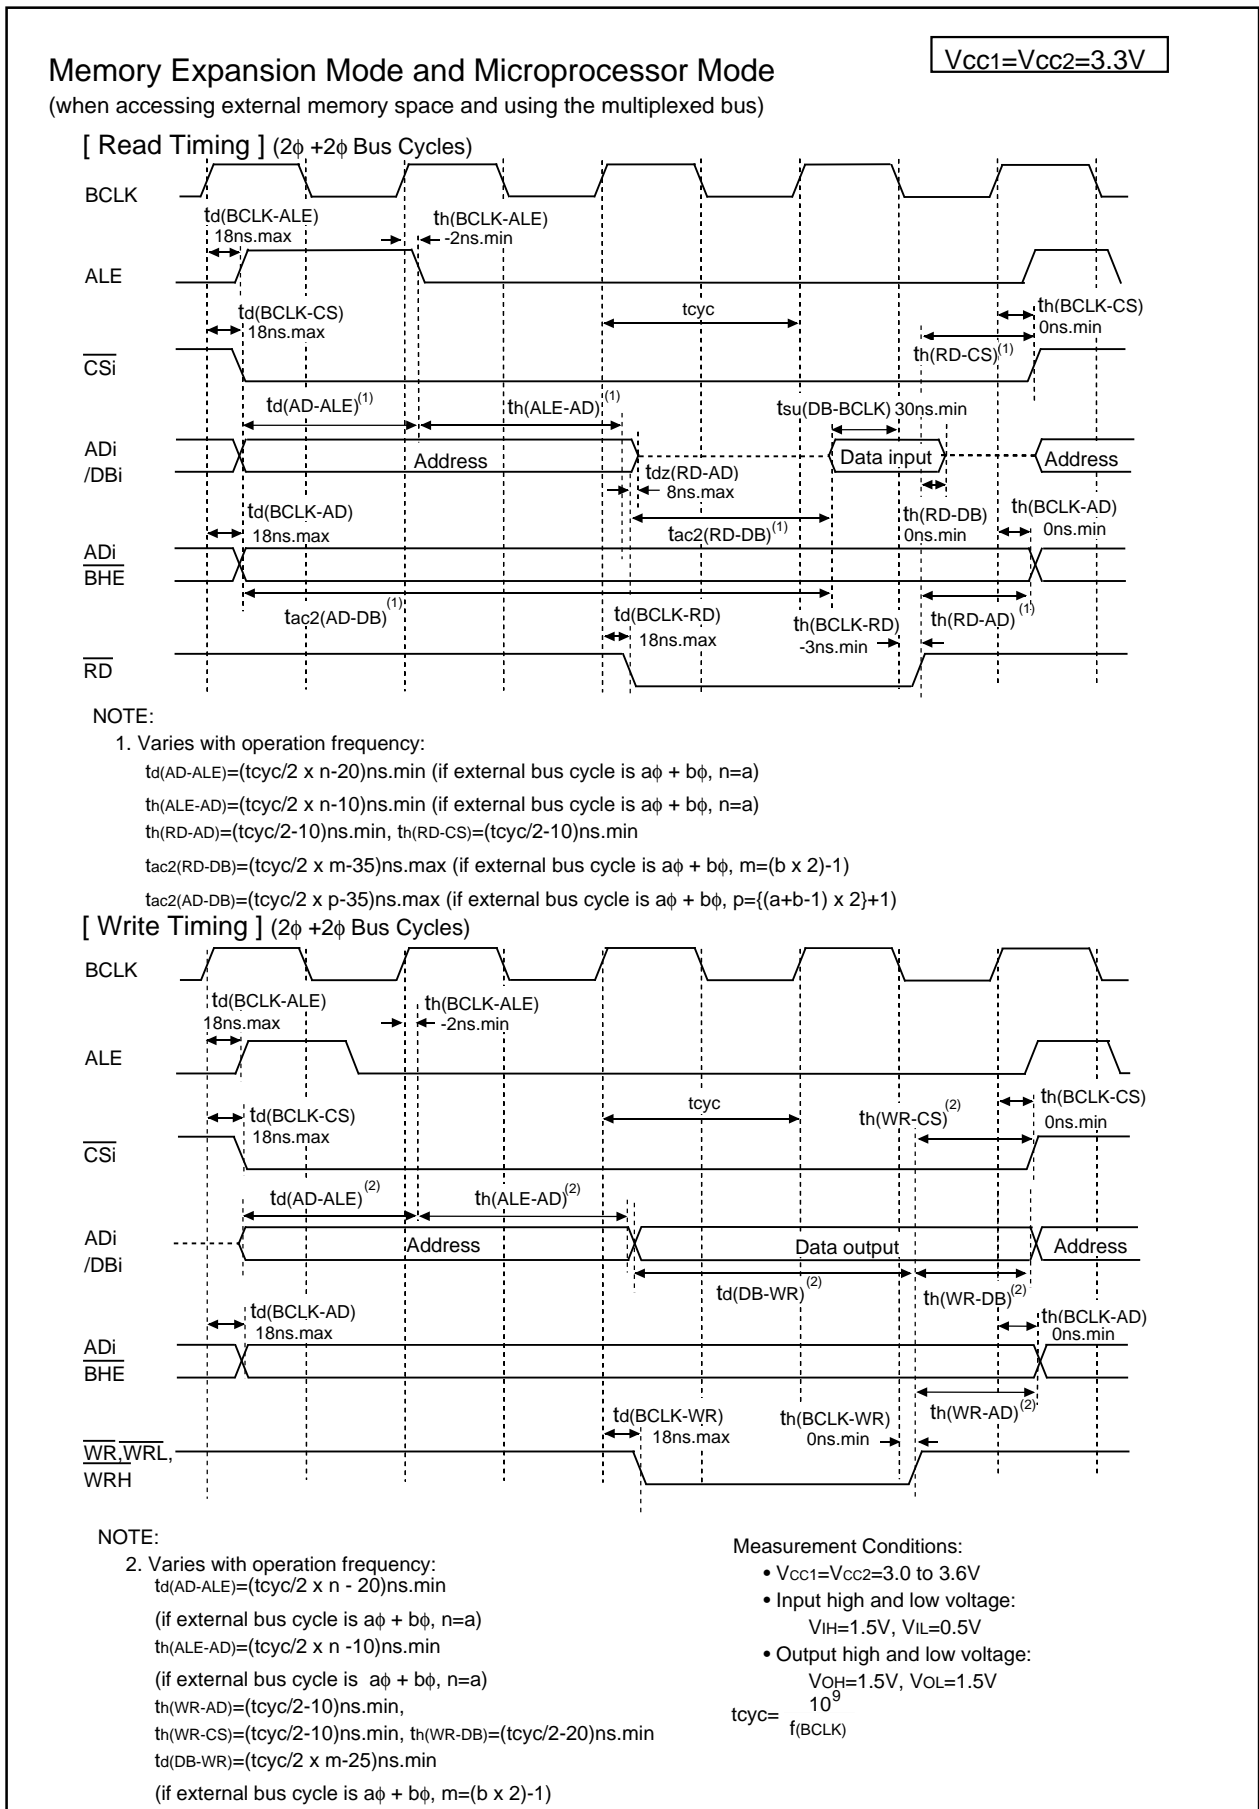 Vcc1=Vcc2=3.3V
Memory Expansion Mode and Microprocessor Mode
(when accessing external memory space and using the multiplexed bus)
[ Read Timing ] (2ϕ +2ϕ Bus Cycles)
BCLK
td(BCLK-ALE)
18ns.max
th(BCLK-ALE)
-2ns.min
ALE
td(BCLK-CS)
18ns.max
tcyc
th(BCLK-CS)
0ns.min
th(RD-CS)(1)
CSi
td(AD-ALE)(1)
th(ALE-AD)(1)
tsu(DB-BCLK) 30ns.min
ADi
/DBi
Address
Data input
Address
tdz(RD-AD)
8ns.max
td(BCLK-AD)
18ns.max
tac2(RD-DB)(1)
th(RD-DB)
0ns.min
th(BCLK-AD)
0ns.min
ADi
BHE
tac2(AD-DB)(1)
td(BCLK-RD)
18ns.max
th(BCLK-RD)
-3ns.min
th(RD-AD)(1)
RD
NOTE:
1. Varies with operation frequency:
td(AD-ALE)=(tcyc/2 x n-20)ns.min (if external bus cycle is aϕ + bϕ, n=a)
th(ALE-AD)=(tcyc/2 x n-10)ns.min (if external bus cycle is aϕ + bϕ, n=a)
th(RD-AD)=(tcyc/2-10)ns.min, th(RD-CS)=(tcyc/2-10)ns.min
tac2(RD-DB)=(tcyc/2 x m-35)ns.max (if external bus cycle is aϕ + bϕ, m=(b x 2)-1)
tac2(AD-DB)=(tcyc/2 x p-35)ns.max (if external bus cycle is aϕ + bϕ, p={(a+b-1) x 2}+1)
[ Write Timing ] (2ϕ +2ϕ Bus Cycles)
BCLK
td(BCLK-ALE)
18ns.max
th(BCLK-ALE)
-2ns.min
ALE
td(BCLK-CS)
18ns.max
tcyc
th(WR-CS)(2)
th(BCLK-CS)
0ns.min
CSi
td(AD-ALE)(2)
th(ALE-AD)(2)
ADi
/DBi
Address
Data output
Address
td(DB-WR)(2)
th(WR-DB)(2)
td(BCLK-AD)
18ns.max
th(BCLK-AD)
0ns.min
ADi
BHE
td(BCLK-WR)
18ns.max
th(BCLK-WR)
0ns.min
th(WR-AD)(2)
WR,WRL,
WRH
NOTE:
2. Varies with operation frequency:
td(AD-ALE)=(tcyc/2 x n - 20)ns.min
(if external bus cycle is aϕ + bϕ, n=a)
th(ALE-AD)=(tcyc/2 x n -10)ns.min
(if external bus cycle is aϕ + bϕ, n=a)
th(WR-AD)=(tcyc/2-10)ns.min,
th(WR-CS)=(tcyc/2-10)ns.min, th(WR-DB)=(tcyc/2-20)ns.min
td(DB-WR)=(tcyc/2 x m-25)ns.min
(if external bus cycle is aϕ + bϕ, m=(b x 2)-1)
Measurement Conditions:
• VCC1=VCC2=3.0 to 3.6V
• Input high and low voltage:
VIH=1.5V, VIL=0.5V
• Output high and low voltage:
VOH=1.5V, VOL=1.5V
tcyc= 10^9
f(BCLK)